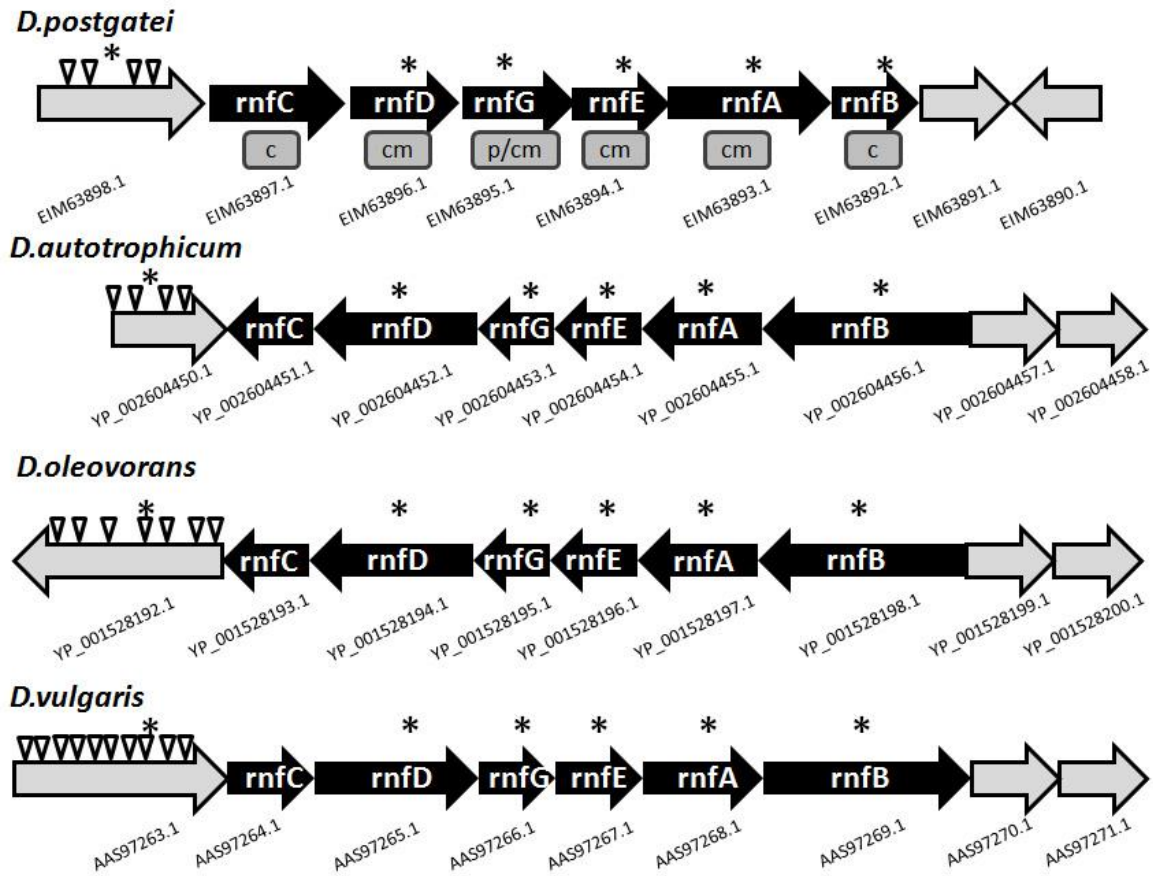 D.postgatei
* * * * * *
rnfC rnfD rnfG rnfE rnfA rnfB
c cm p/cm cm cm c
EIM63898.1 EIM63897.1 EIM63896.1 EIM63895.1 EIM63894.1 EIM63893.1 EIM63892.1 EIM63891.1 EIM63890.1
D.autotrophicum
* * * * * *
rnfC rnfD rnfG rnfE rnfA rnfB
YP_002604450.1 YP_002604451.1 YP_002604452.1 YP_002604453.1 YP_002604454.1 YP_002604455.1 YP_002604456.1 YP_002604457.1 YP_002604458.1
D.oleovorans
* * * * * *
rnfC rnfD rnfG rnfE rnfA rnfB
YP_001528192.1 YP_001528193.1 YP_001528194.1 YP_001528195.1 YP_001528196.1 YP_001528197.1 YP_001528198.1 YP_001528199.1 YP_001528200.1
D.vulgaris
* * * * * *
rnfC rnfD rnfG rnfE rnfA rnfB
AAS97263.1 AAS97264.1 AAS97265.1 AAS97266.1 AAS97267.1 AAS97268.1 AAS97269.1 AAS97270.1 AAS97271.1